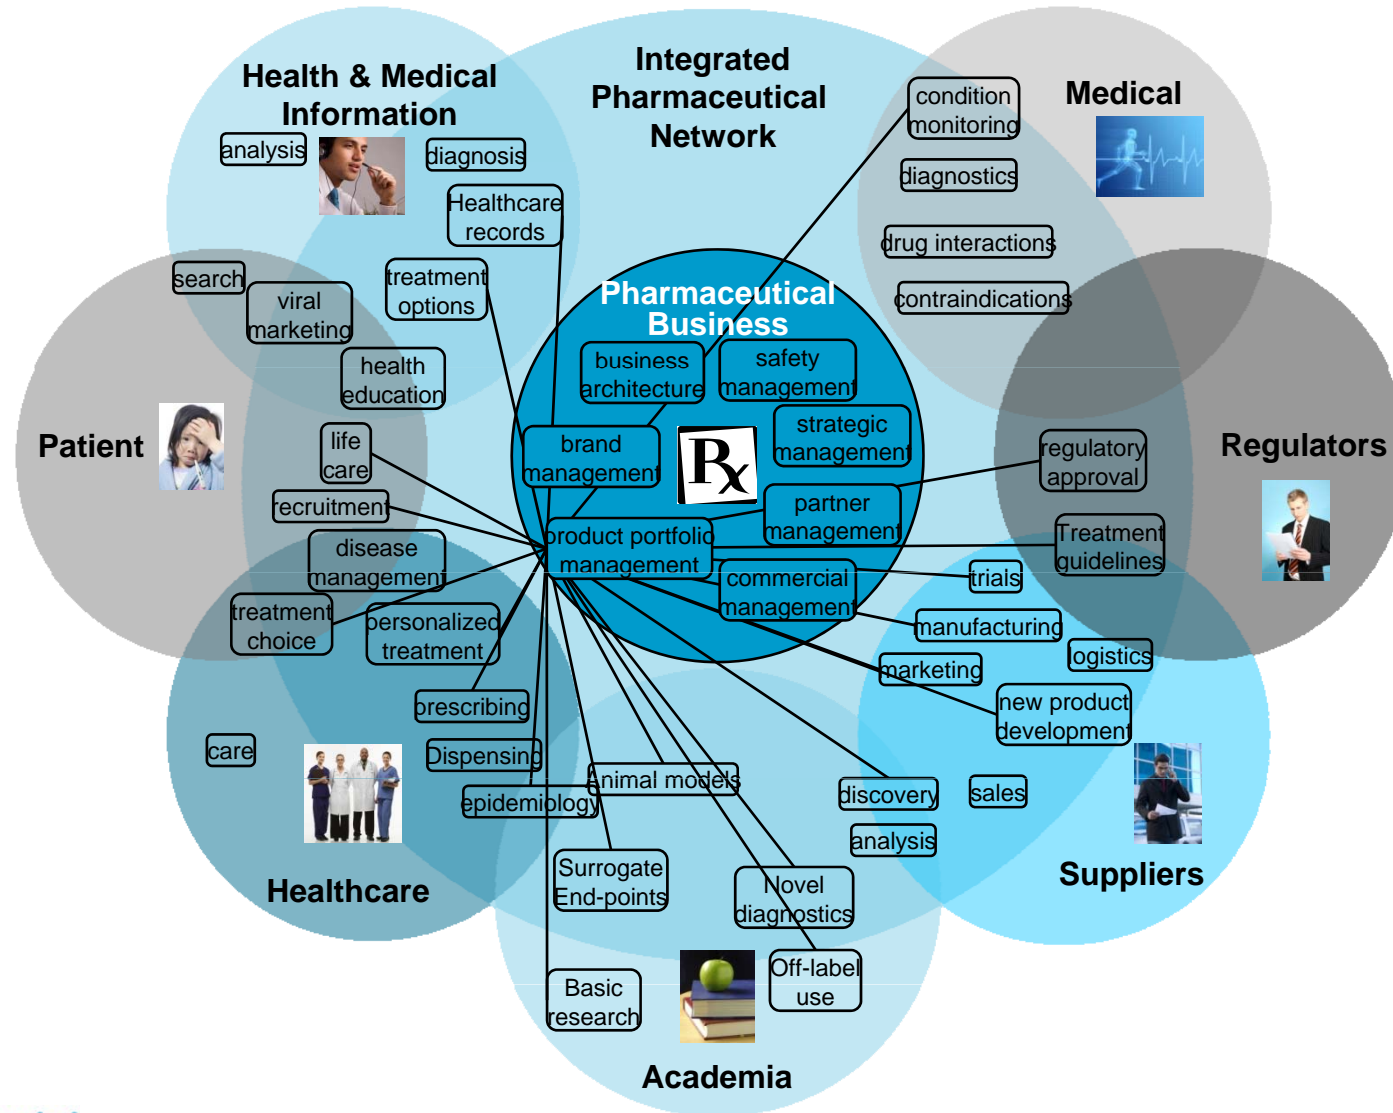 Health & Medical
Information
analysis
diagnosis
Healthcare
records
treatment
options
search
viral
marketing
health
education
Integrated
Pharmaceutical
Network
condition
monitoring
Medical
diagnostics
drug interactions
contraindications
Pharmaceutical
Business
business
architecture
safety
management
brand
management
Rx
strategic
management
partner
management
product portfolio
management
commercial
management
Patient
life
care
recruitment
disease
management
treatment
choice
personalized
treatment
regulatory
approval
Regulators
Treatment
guidelines
trials
manufacturing
logistics
marketing
new product
development
discovery
sales
analysis
Suppliers
prescribing
care
Dispensing
epidemiology
Healthcare
Animal models
Surrogate
End-points
Novel
diagnostics
Off-label
use
Basic
research
Academia